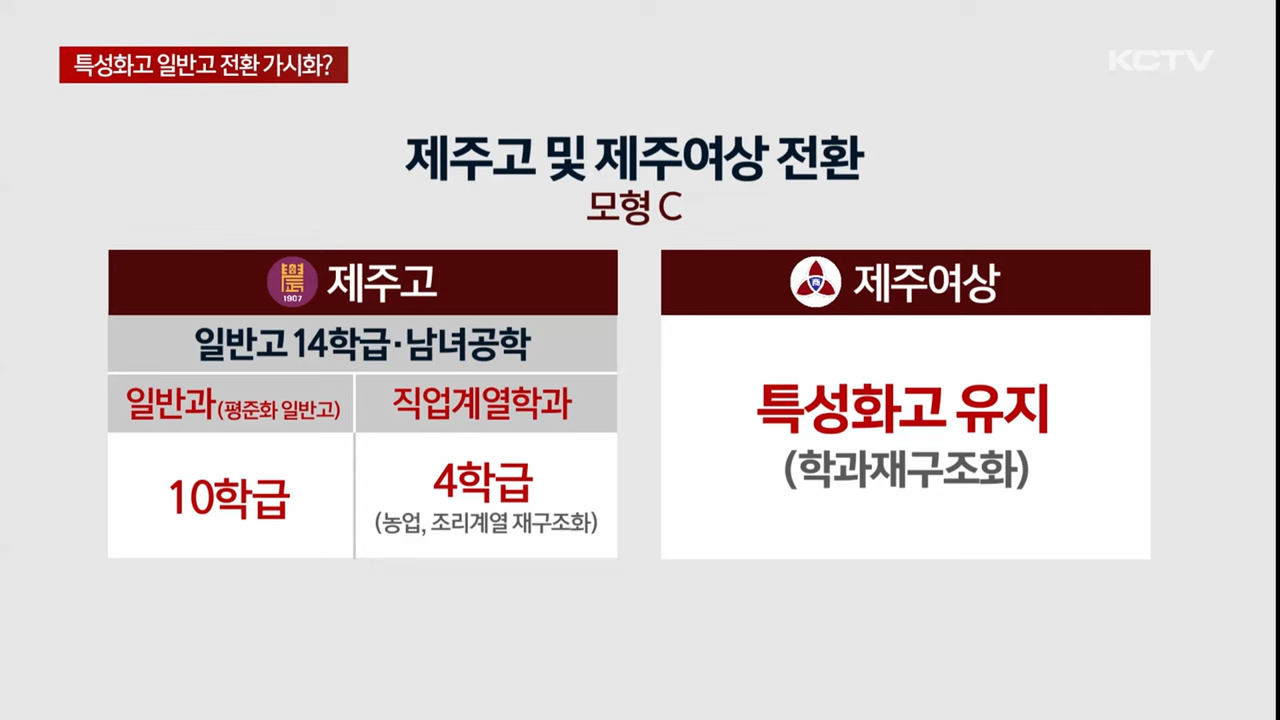 특성화고 일반고 전환 가시화?
KCTV
제주고 및 제주여상 전환
모형 C
1907
제주고
일반고 14학급·남녀공학
일반과(평준화 일반고)
직업계열학과
10학급
4학급
(농업, 조리계열 재구조화)
제주여상
특성화고 유지
(학과재구조화)